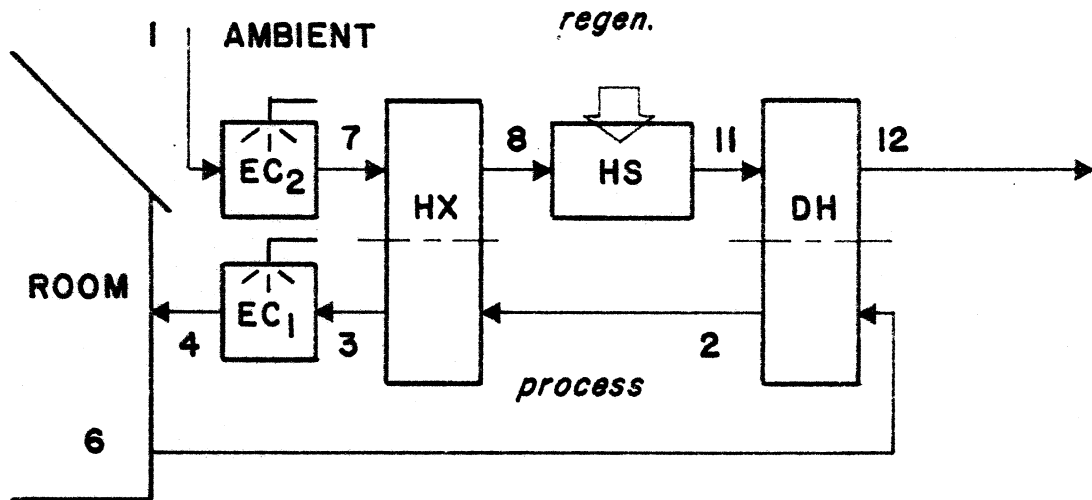 regen.
1 AMBIENT
7 8 11 12
EC2 HX HS DH
ROOM EC1
4 3 2
process
6